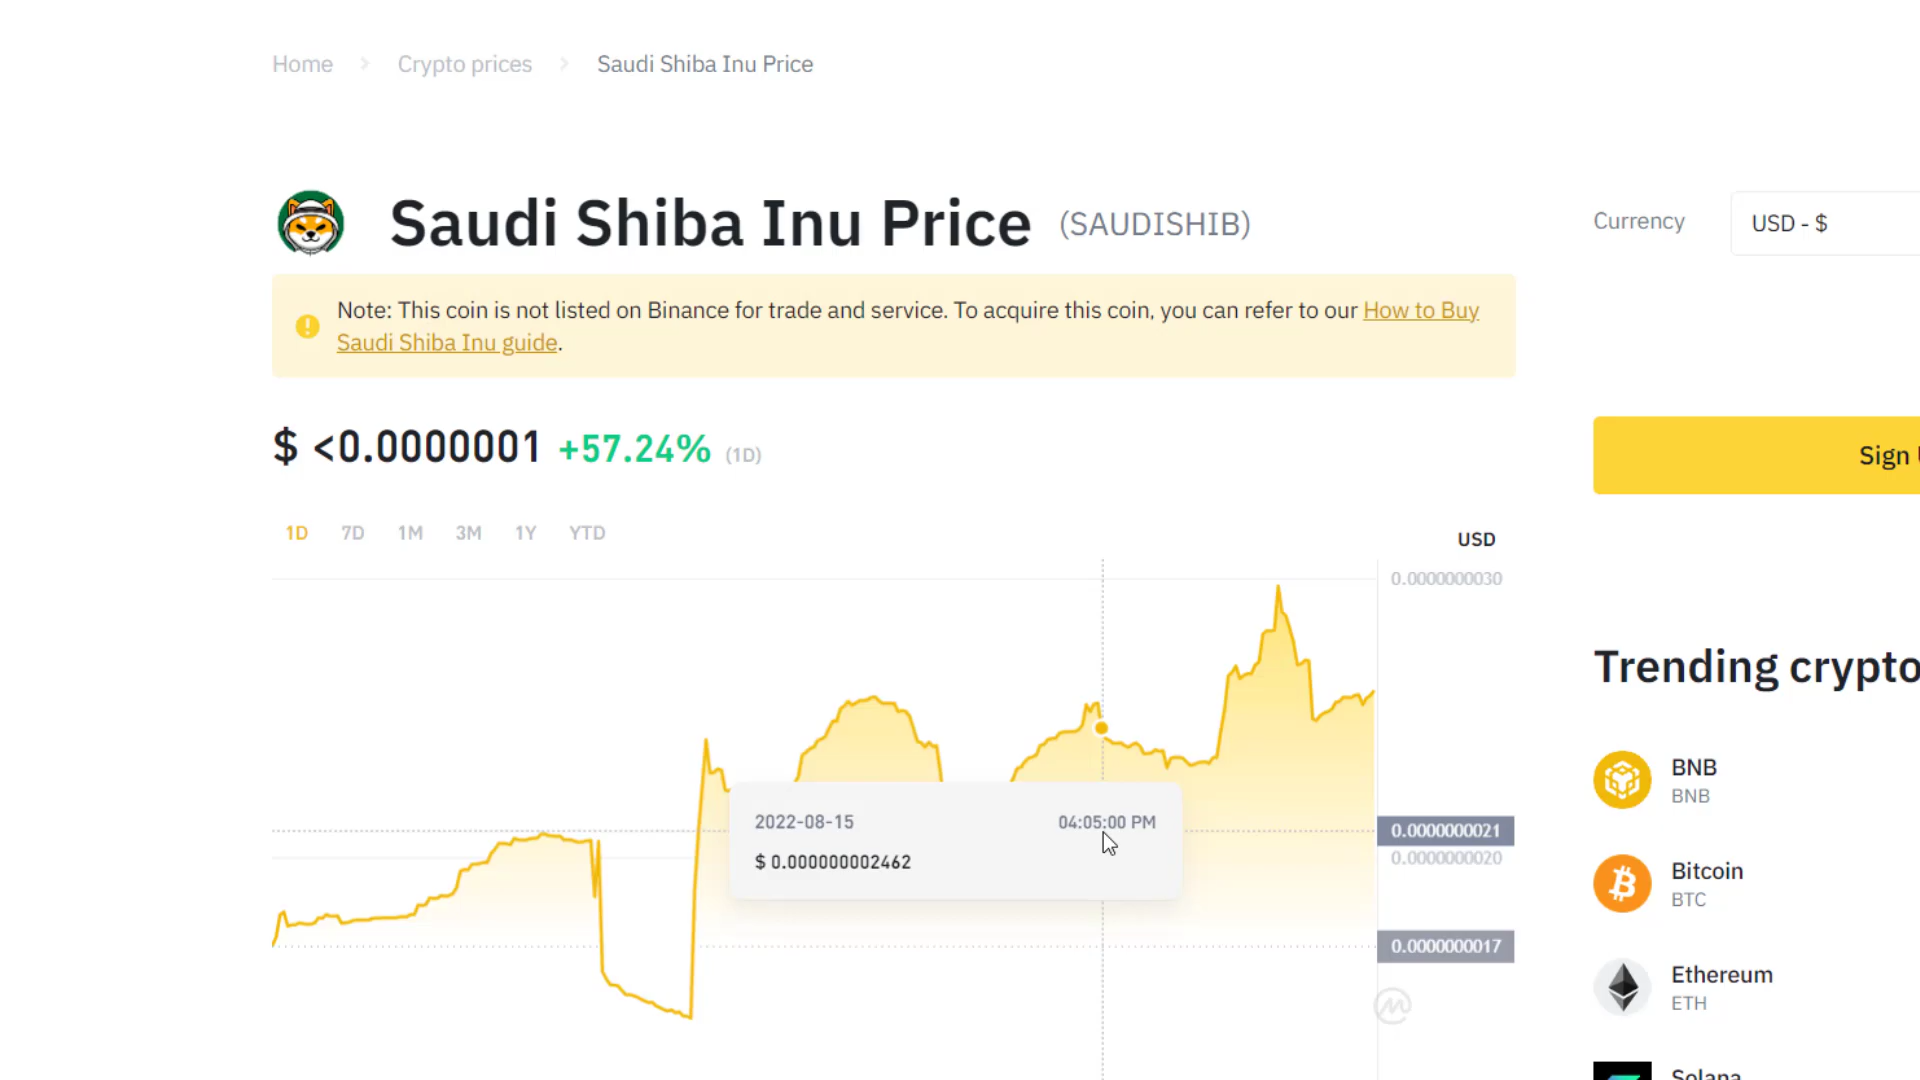 Home > Crypto prices > Saudi Shiba Inu Price
Saudi Shiba Inu Price (SAUDISHIB)
Currency
USD - $
Note: This coin is not listed on Binance for trade and service. To acquire this coin, you can refer to our How to Buy
Saudi Shiba Inu guide.
$ <0.0000001 +57.24% (1D)
Sign
1D 7D 1M 3M 1Y YTD
USD
0.0000000030
2022-08-15 04:05:00 PM
$ 0.000000002462
0.0000000021
0.0000000020
0.0000000017
Trending crypto
BNB
BNB
Bitcoin
BTC
Ethereum
ETH
Solana